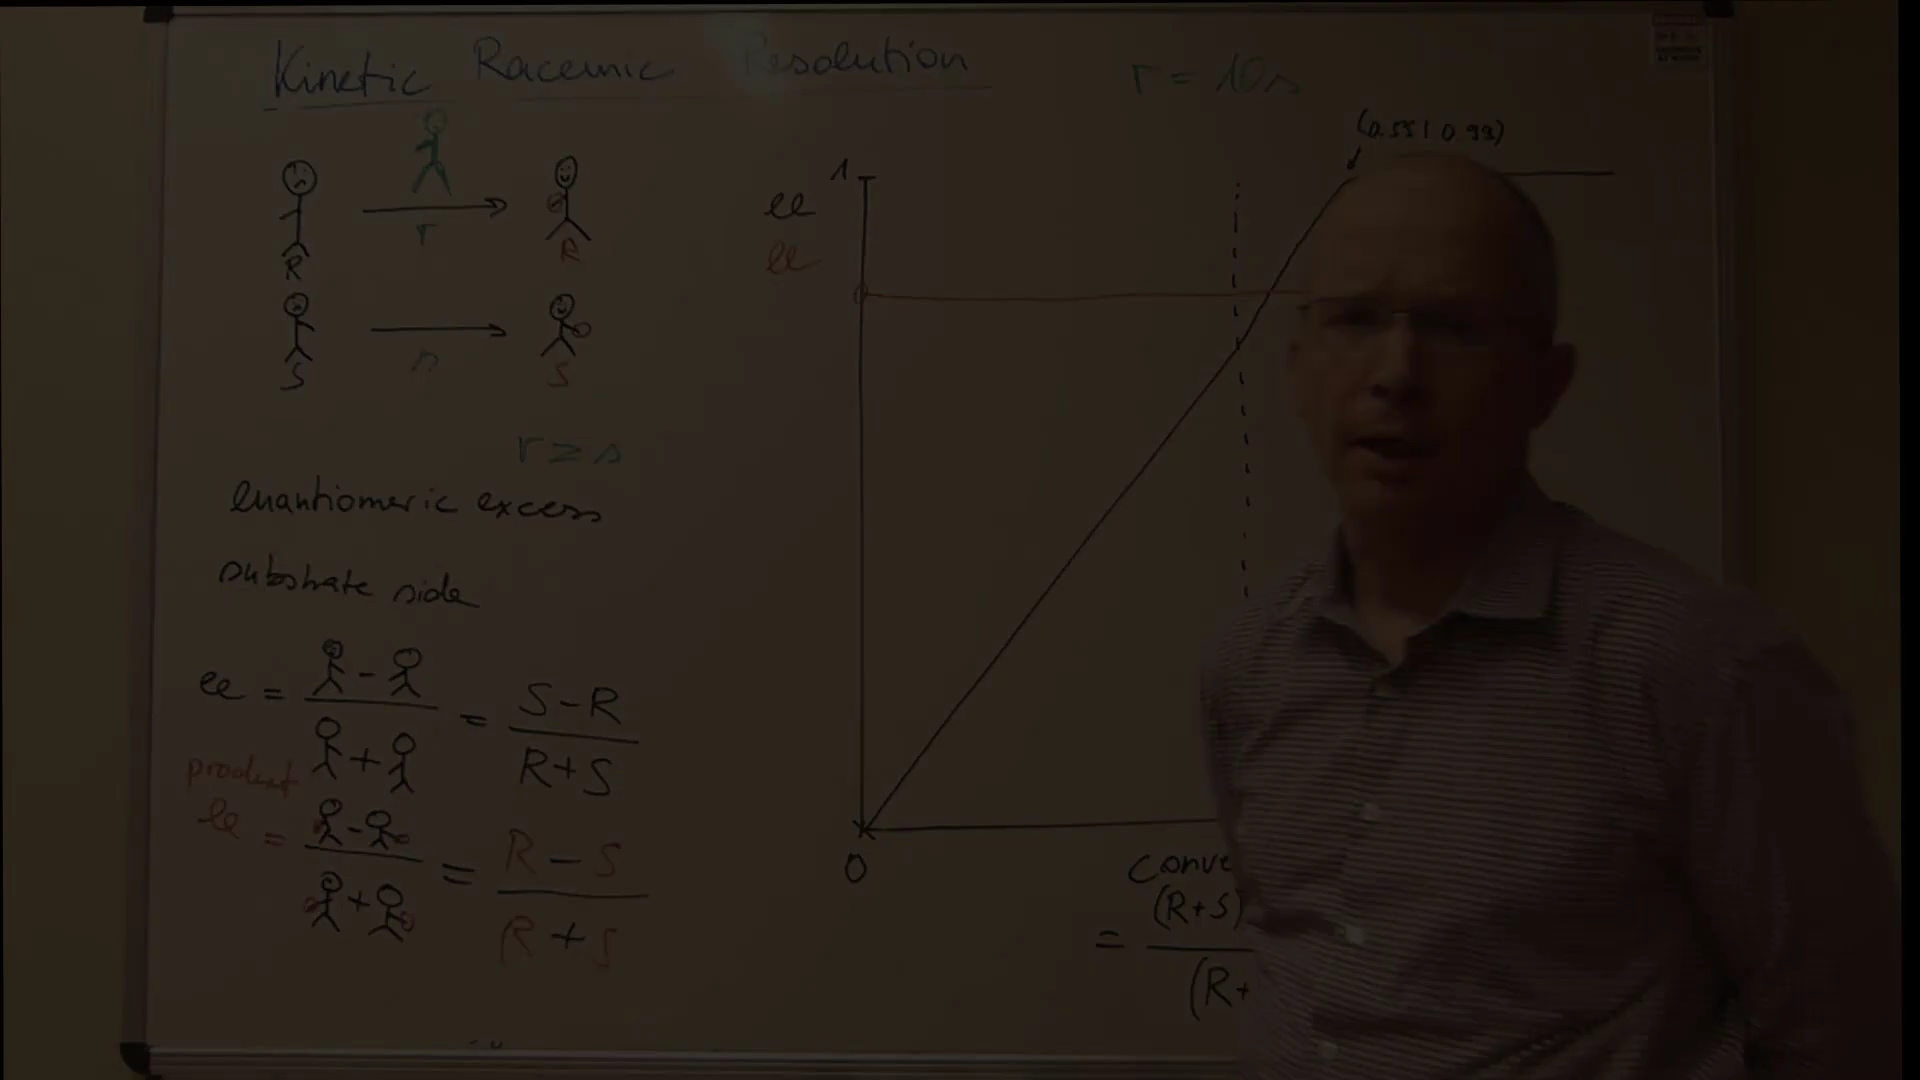 Kinetic Racemic Resolution
r = 10s
(0.55 | 0.99)
r
R
R
S
s
S
r ≥ s
enantiomeric excess
substrate side
ee = = S-R
R+S
product
ee = = R-S
R+S
1
ee
ee
0
Conve
= (R+S)
(R+